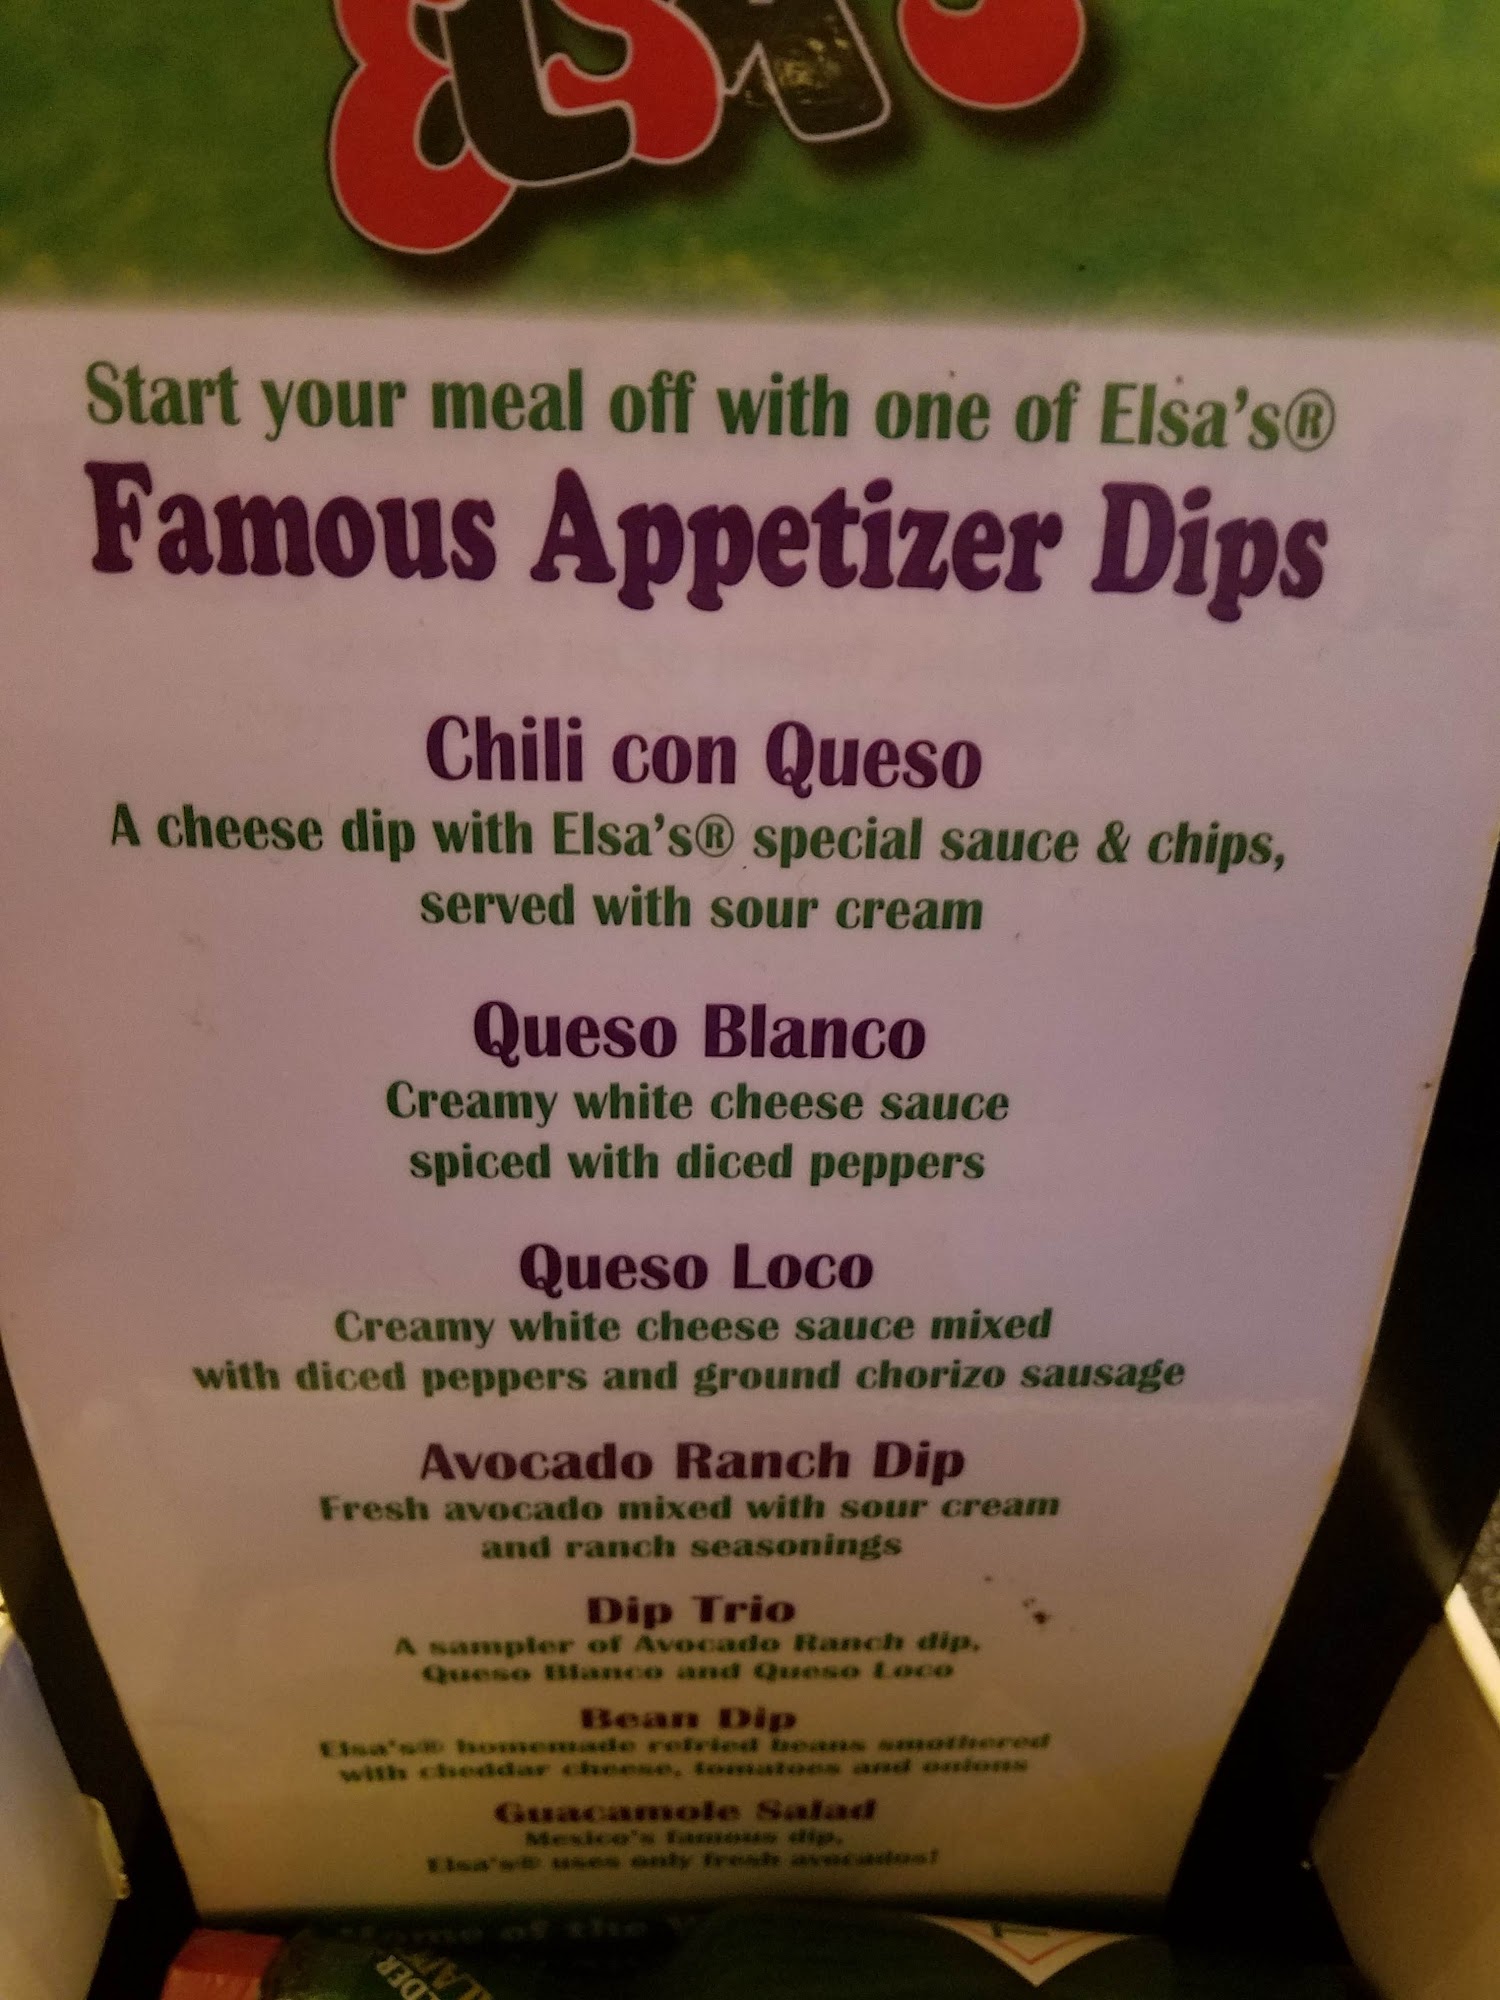 ELSA'S
Start your meal off with one of Elsa's®
Famous Appetizer Dips
Chili con Queso
A cheese dip with Elsa's® special sauce & chips,
served with sour cream
Queso Blanco
Creamy white cheese sauce
spiced with diced peppers
Queso Loco
Creamy white cheese sauce mixed
with diced peppers and ground chorizo sausage
Avocado Ranch Dip
Fresh avocado mixed with sour cream
and ranch seasonings
Dip Trio
A sampler of Avocado Ranch dip,
Queso Blanco and Queso Loco
Bean Dip
Elsa's® homemade refried beans smothered
with cheddar cheese, tomatoes and onions
Guacamole Salad
Mexico's famous dip.
Elsa's® uses only fresh avocados!
Home of the